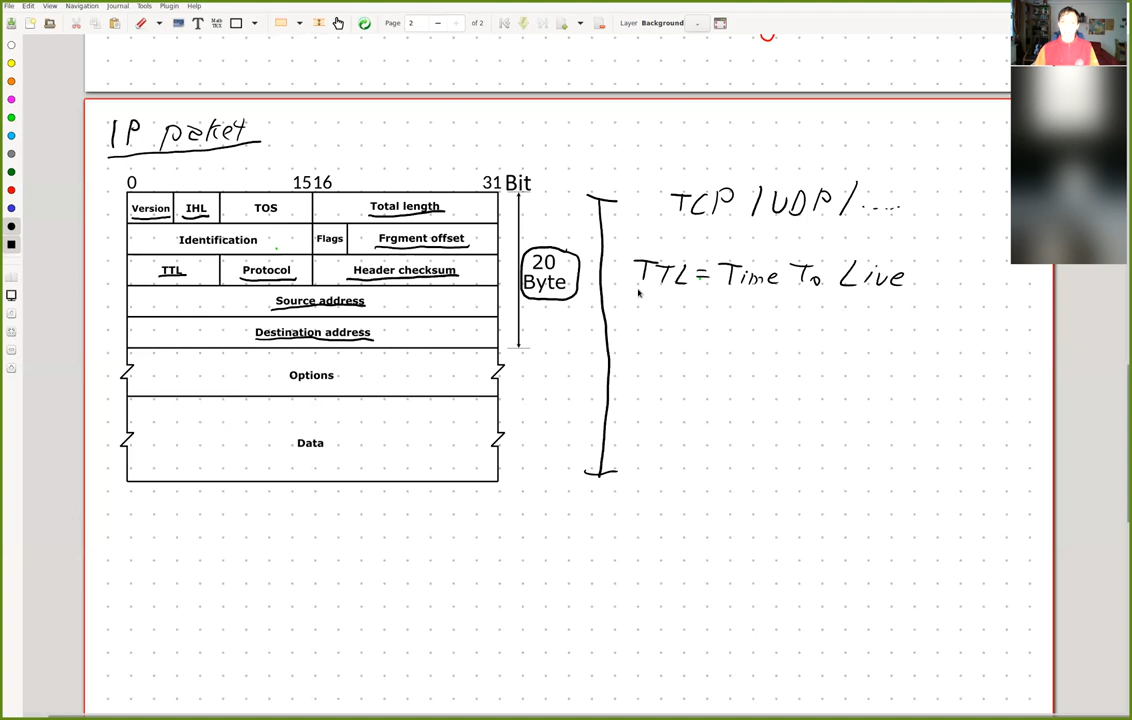 File Edit View Navigation Journal Tools Plugin Help
Page 2 of 2 Layer Background
IP paket
0 15 16 31 Bit
Version IHL TOS Total length
Identification Flags Frgment offset
TTL Protocol Header checksum
Source address
Destination address
Options
Data
20
Byte
TCP / UDP / .....
TTL = Time To Live